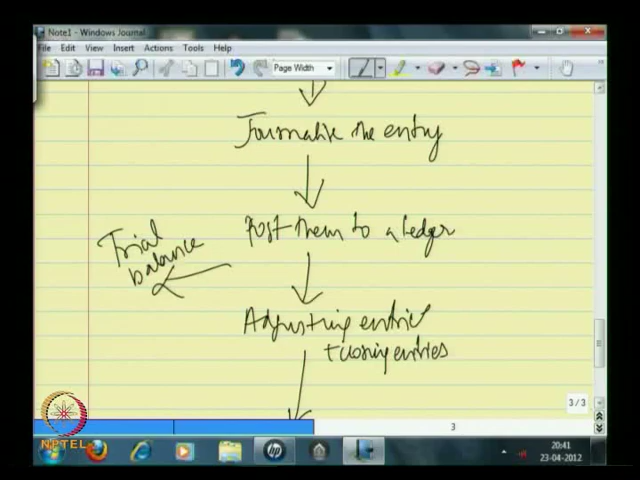 Note1 - Windows Journal
File Edit View Insert Actions Tools Help
Page Width
Journalise the entry
Post them to a ledger
Trial
balance
Adjusting entries
+ closing entries
3/3
3
NPTEL
hp
20:41
23-04-2012